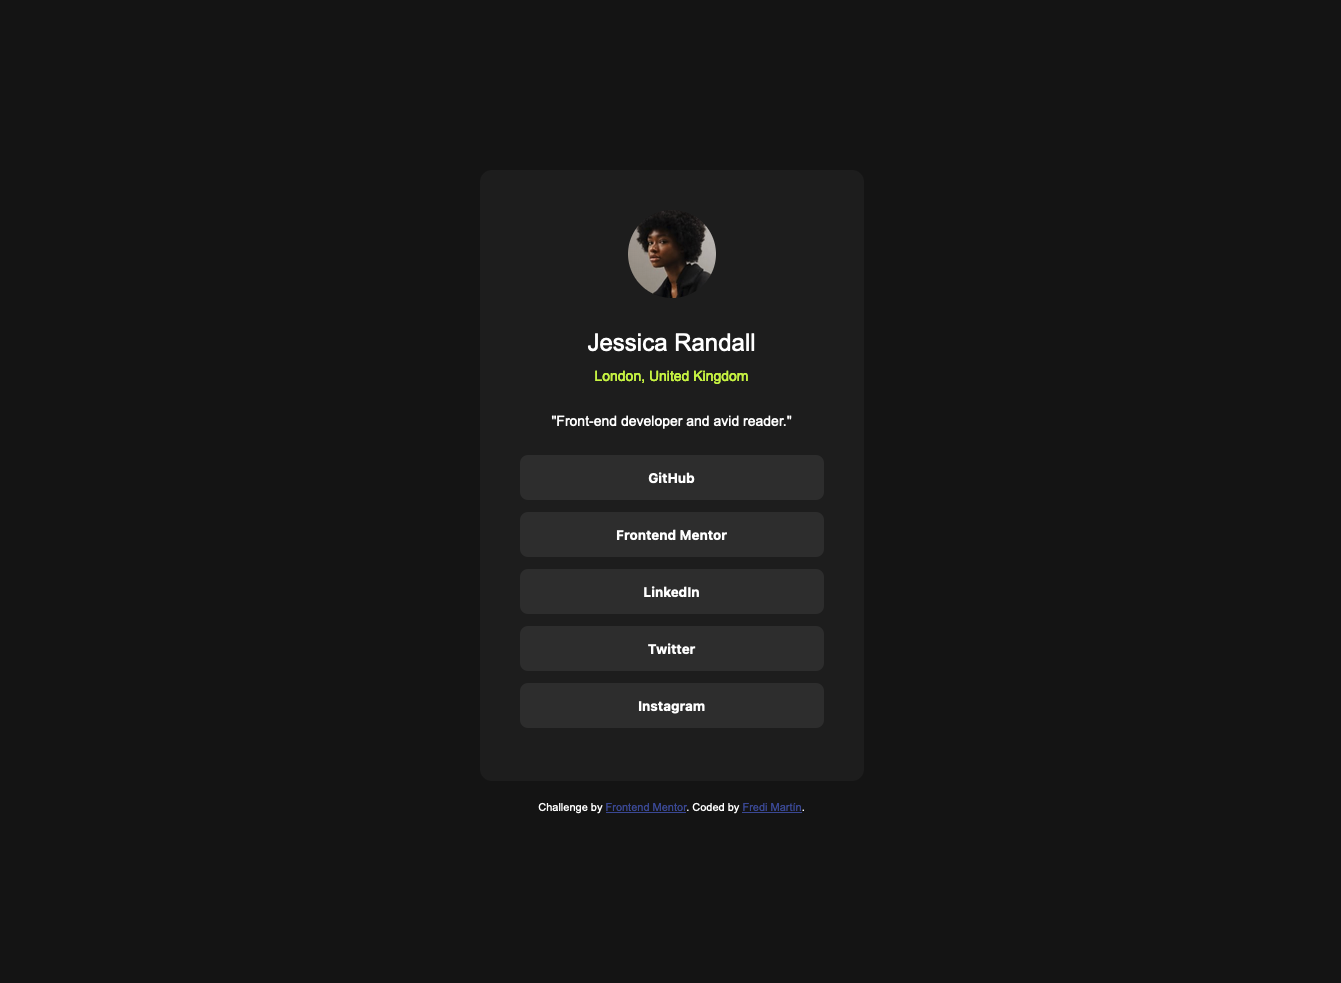 Jessica Randall
London, United Kingdom
"Front-end developer and avid reader."
GitHub
Frontend Mentor
LinkedIn
Twitter
Instagram
Challenge by Frontend Mentor. Coded by Fredi Martín.